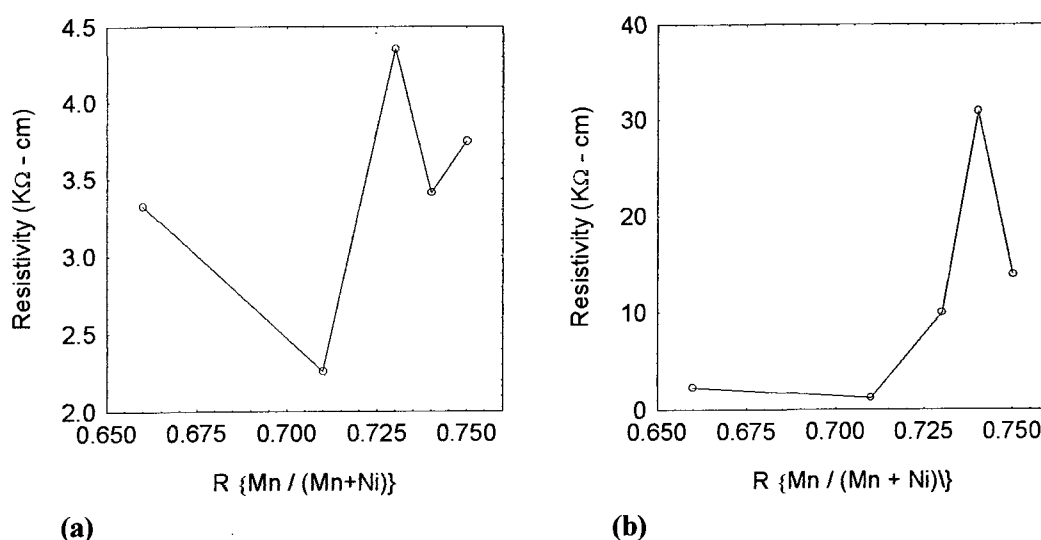 4.5
4.0
3.5
3.0
2.5
2.0
Resistivity (KΩ - cm)
0.650 0.675 0.700 0.725 0.750
R {Mn / (Mn+Ni)}
(a)
40
30
20
10
0
Resistivity (KΩ - cm)
0.650 0.675 0.700 0.725 0.750
R {Mn / (Mn + Ni)\}
(b)